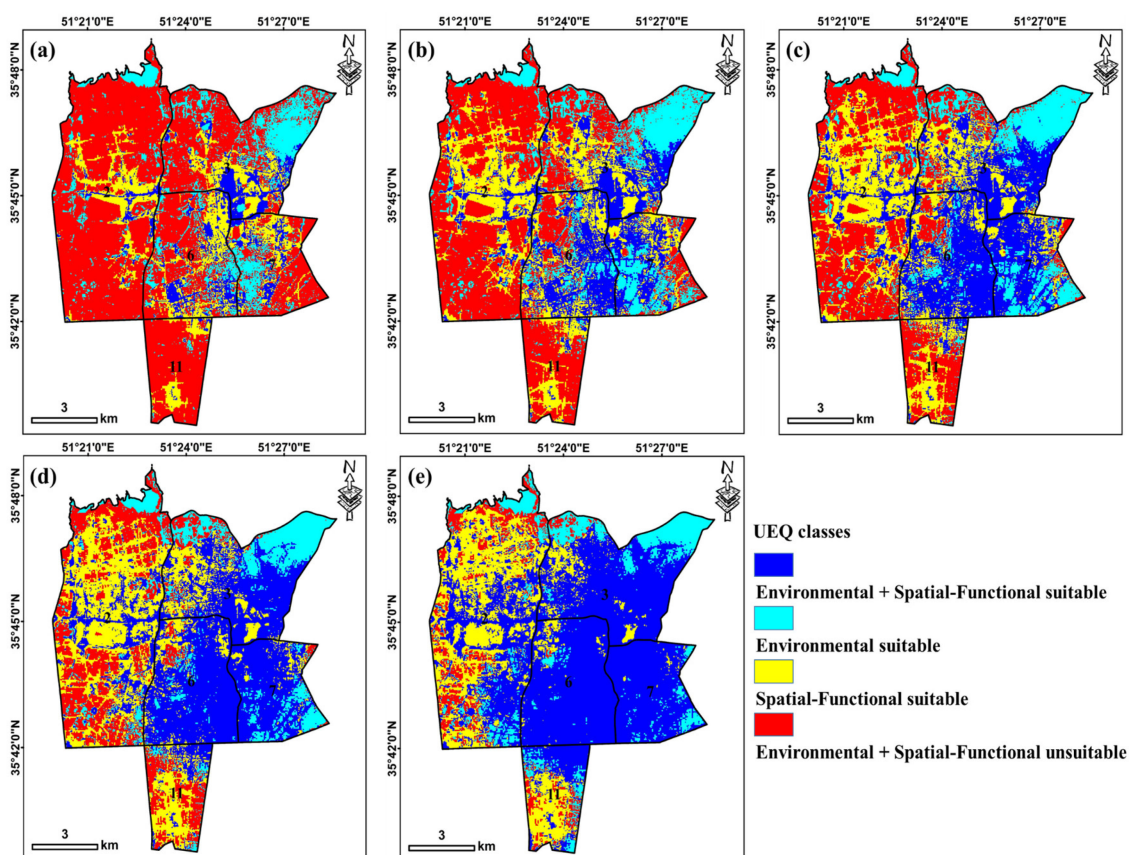 51°21'0"E 51°24'0"E 51°27'0"E 51°21'0"E 51°24'0"E 51°27'0"E 51°21'0"E 51°24'0"E 51°27'0"E
(a) N (b) N (c) N
35°48'0"N 35°48'0"N 35°48'0"N
35°45'0"N 35°45'0"N 35°45'0"N
2 2 2
6 7 6 6
35°42'0"N 35°42'0"N 35°42'0"N
11 11 11
3 km 3 km 3 km
51°21'0"E 51°24'0"E 51°27'0"E 51°21'0"E 51°24'0"E 51°27'0"E
(d) N (e) N
35°48'0"N 35°48'0"N
3
35°45'0"N 35°45'0"N
2 2
6 7 6 7
35°42'0"N 35°42'0"N
11 11
3 km 3 km
UEQ classes
Environmental + Spatial-Functional suitable
Environmental suitable
Spatial-Functional suitable
Environmental + Spatial-Functional unsuitable